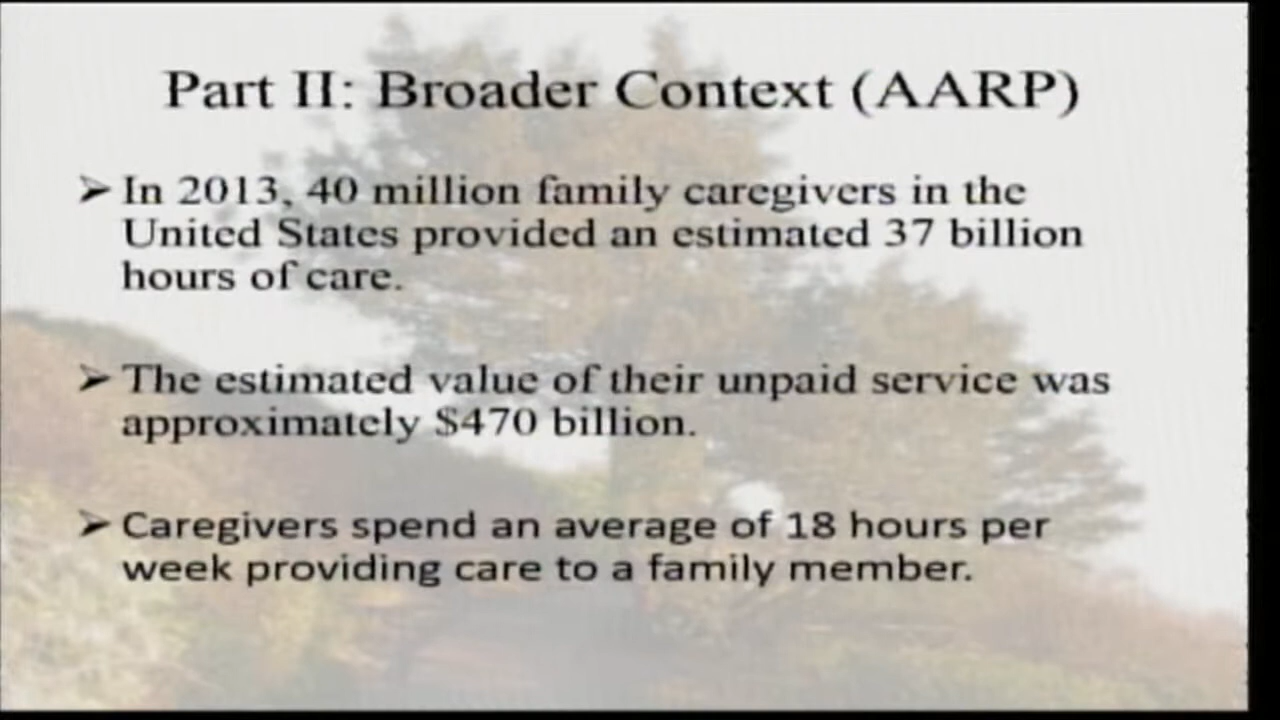 Part II: Broader Context (AARP)
➢ In 2013, 40 million family caregivers in the
United States provided an estimated 37 billion
hours of care.
➢ The estimated value of their unpaid service was
approximately $470 billion.
➢ Caregivers spend an average of 18 hours per
week providing care to a family member.